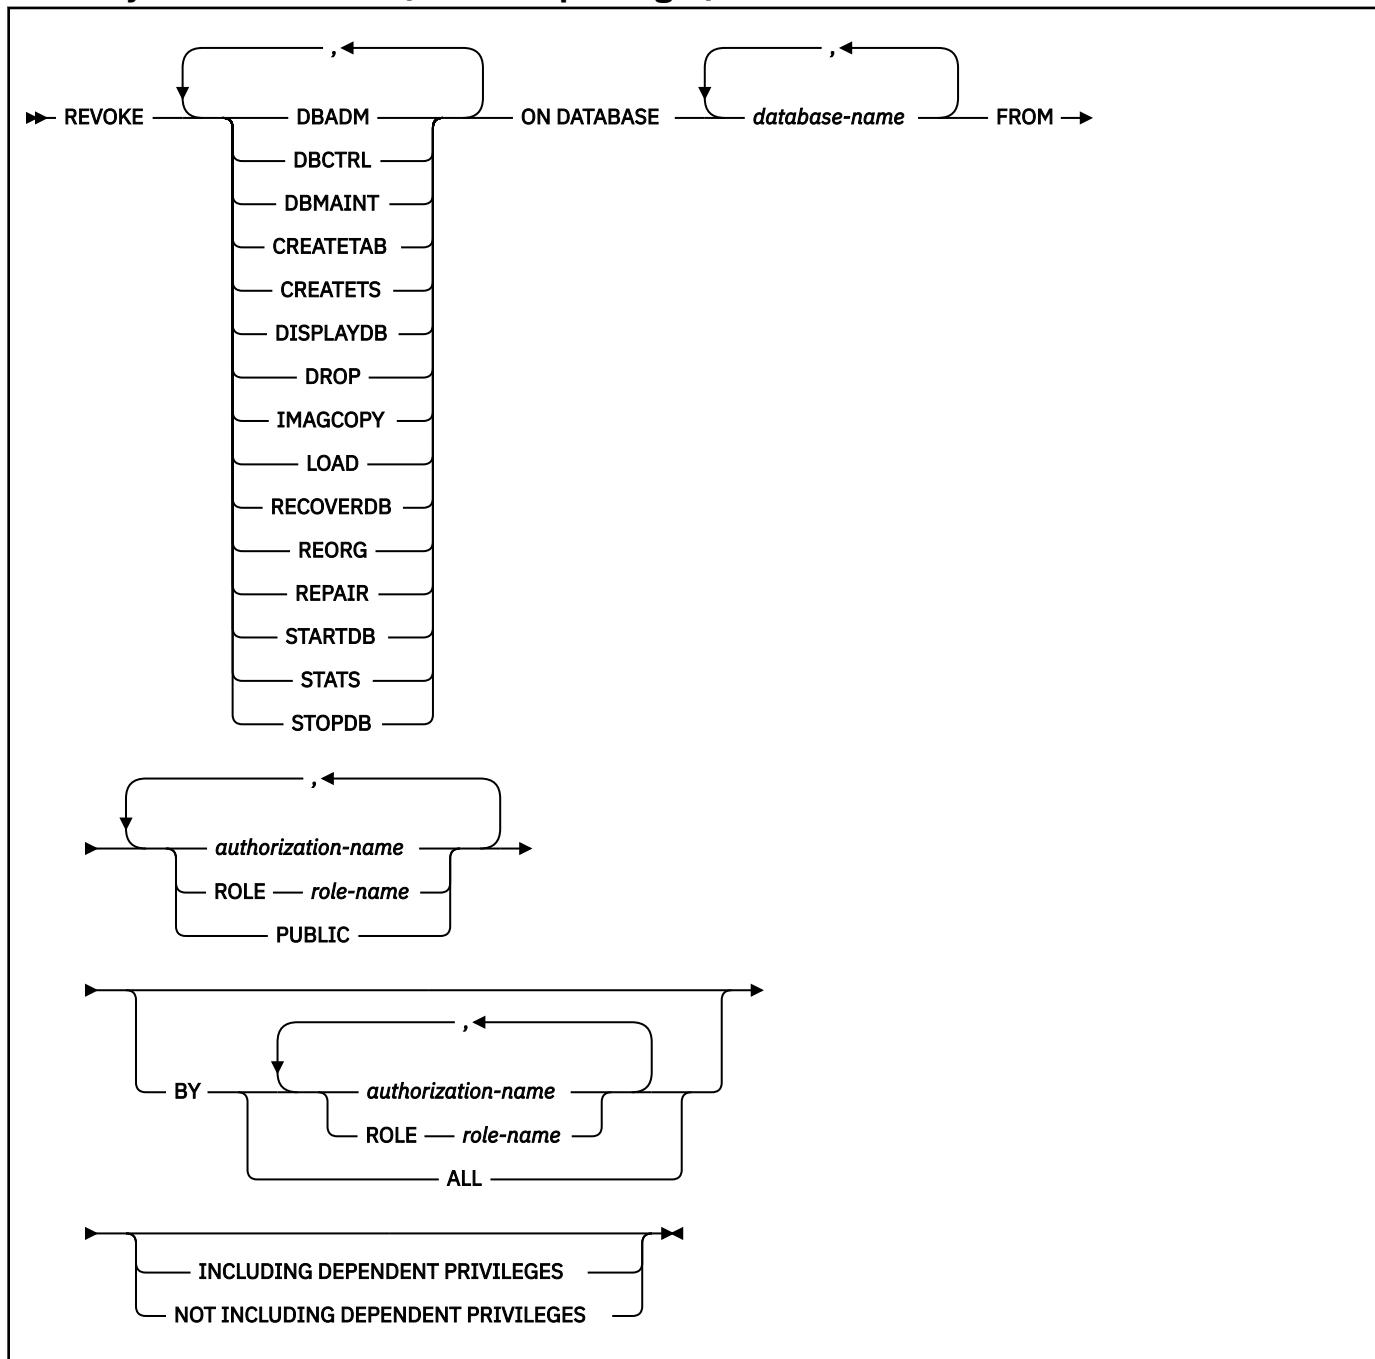 ,
,
REVOKE DBADM ON DATABASE database-name FROM
DBCTRL
DBMAINT
CREATETAB
CREATETS
DISPLAYDB
DROP
IMAGCOPY
LOAD
RECOVERDB
REORG
REPAIR
STARTDB
STATS
STOPDB
,
authorization-name
ROLE role-name
PUBLIC
,
BY authorization-name
ROLE role-name
ALL
INCLUDING DEPENDENT PRIVILEGES
NOT INCLUDING DEPENDENT PRIVILEGES